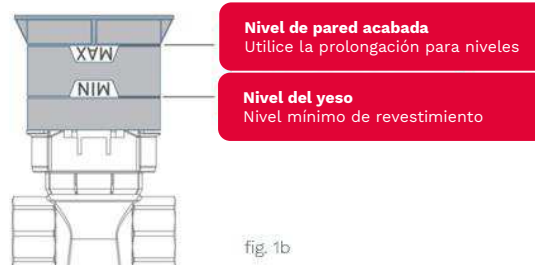 Nivel de pared acabada
Utilice la prolongación para niveles
MAX
MIN
Nivel del yeso
Nivel mínimo de revestimiento
fig. 1b